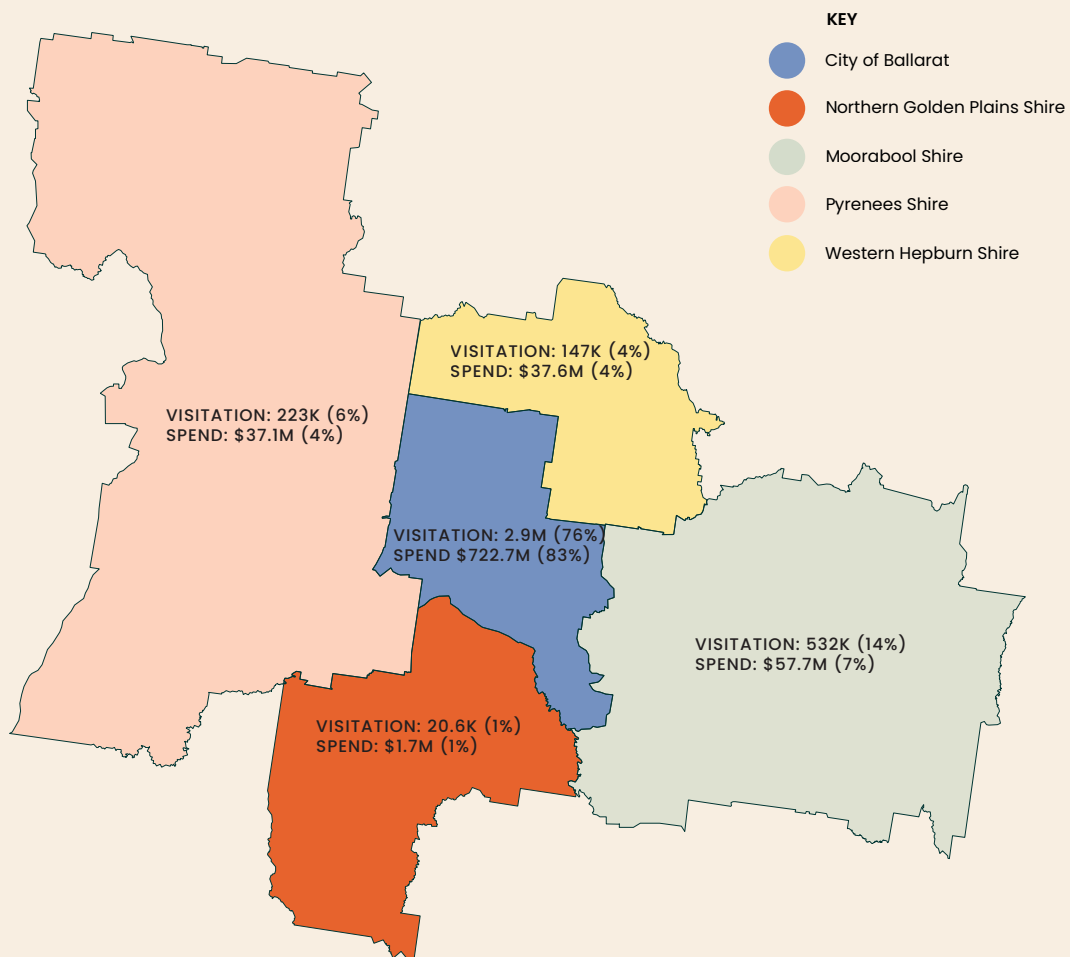 KEY
City of Ballarat
Northern Golden Plains Shire
Moorabool Shire
Pyrenees Shire
Western Hepburn Shire
VISITATION: 147K (4%)
SPEND: $37.6M (4%)
VISITATION: 223K (6%)
SPEND: $37.1M (4%)
VISITATION: 2.9M (76%)
SPEND $722.7M (83%)
VISITATION: 532K (14%)
SPEND: $57.7M (7%)
VISITATION: 20.6K (1%)
SPEND: $1.7M (1%)